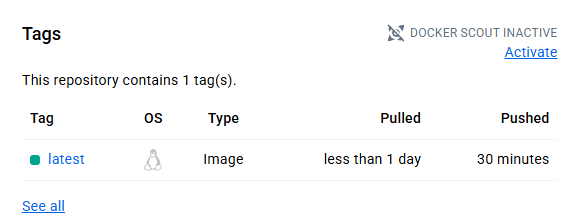 Tags
DOCKER SCOUT INACTIVE
Activate
This repository contains 1 tag(s).
Tag OS Type Pulled Pushed
latest Image less than 1 day 30 minutes
See all